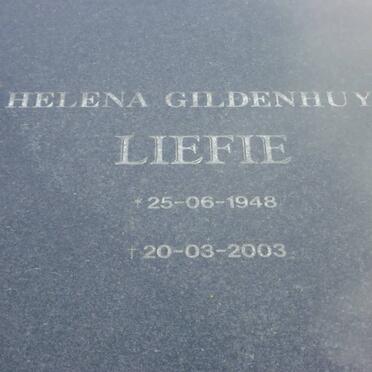 HELENA GILDENHUY
LIEFIE
†25-06-1948
†20-03-2003